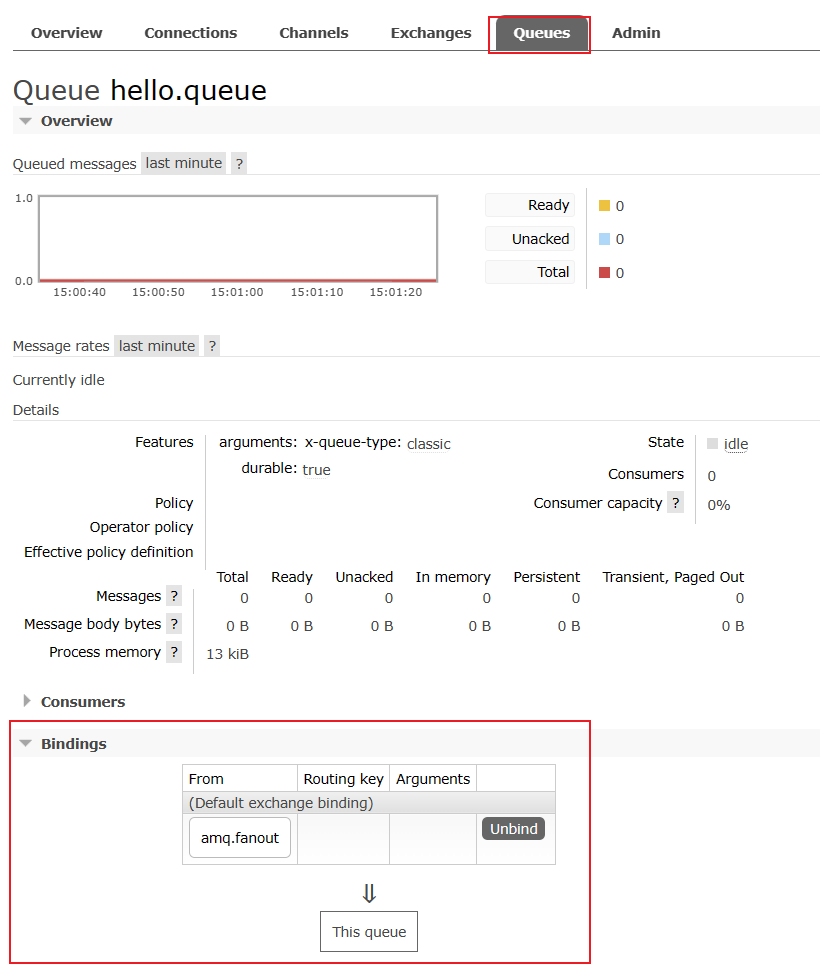 Overview Connections Channels Exchanges Queues Admin
Queue hello.queue
Overview
Queued messages last minute ?
1.0
0.0
15:00:40 15:00:50 15:01:00 15:01:10 15:01:20
Ready 0
Unacked 0
Total 0
Message rates last minute ?
Currently idle
Details
Features arguments: x-queue-type: classic
durable: true
Policy
Operator policy
Effective policy definition
State idle
Consumers 0
Consumer capacity ? 0%
Total Ready Unacked In memory Persistent Transient, Paged Out
Messages ? 0 0 0 0 0 0
Message body bytes ? 0 B 0 B 0 B 0 B 0 B 0 B
Process memory ? 13 kiB
Consumers
Bindings
From Routing key Arguments
(Default exchange binding)
amq.fanout Unbind
⇓
This queue